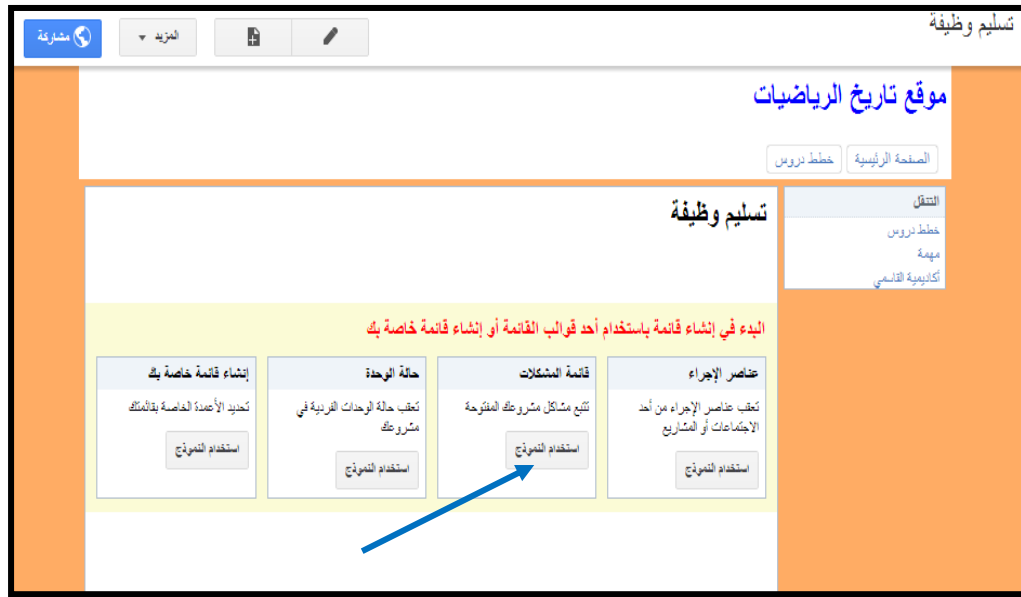 تسليم وظيفة
المزيد
مشاركة
موقع تاريخ الرياضيات
الصفحة الرئيسية
خطط دروس
التنقل
خطط دروس
مهمة
أكاديمية القاسمي
تسليم وظيفة
البدء في إنشاء قائمة باستخدام أحد قوالب القائمة أو إنشاء قائمة خاصة بك
عناصر الإجراء
تعقب عناصر الإجراء من أحد
الاجتماعات أو المشاريع
استخدام النموذج
قائمة المشكلات
تتبع مشاكل مشروعك المفتوحة
استخدام النموذج
حالة الوحدة
تعقب حالة الوحدات الفردية في
مشروعك
استخدام النموذج
إنشاء قائمة خاصة بك
تحديد الأعمدة الخاصة بقائمتك
استخدام النموذج